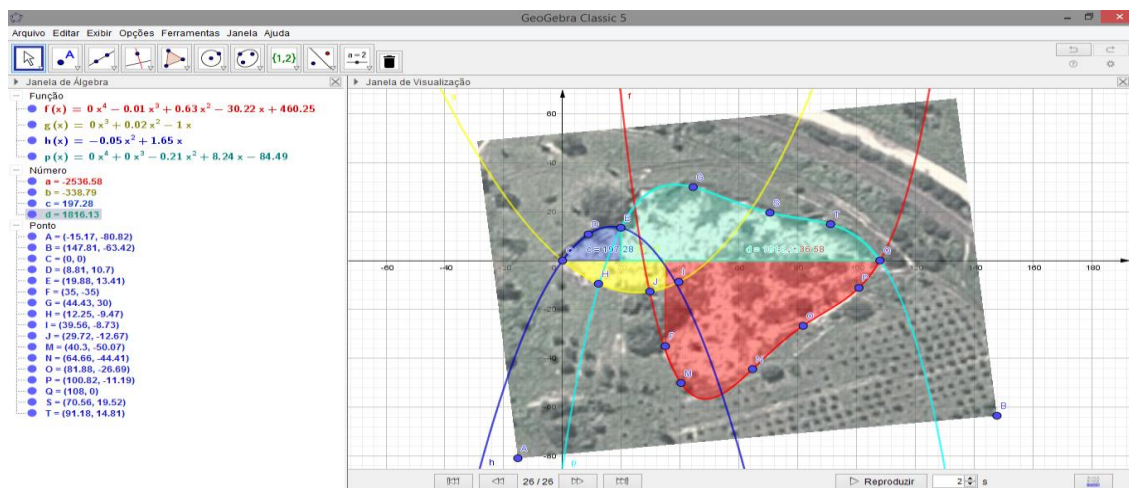 GeoGebra Classic 5
Arquivo Editar Exibir Opções Ferramentas Janela Ajuda
A
{1,2}
a=2
Janela de Álgebra
Função
f(x) = 0 x⁴ − 0.01 x³ + 0.63 x² − 30.22 x + 460.25
g(x) = 0 x³ + 0.02 x² − 1 x
h(x) = −0.05 x² + 1.65 x
p(x) = 0 x⁴ + 0 x³ − 0.21 x² + 8.24 x − 84.49
Número
a = -2536.58
b = -338.79
c = 197.28
d = 1816.13
Ponto
A = (-15.17, -80.82)
B = (147.81, -63.42)
C = (0, 0)
D = (8.81, 10.7)
E = (19.88, 13.41)
F = (35, -35)
G = (44.43, 30)
H = (12.25, -9.47)
I = (39.56, -8.73)
J = (29.72, -12.67)
M = (40.3, -50.07)
N = (64.66, -44.41)
O = (81.88, -26.69)
P = (100.82, -11.19)
Q = (108, 0)
S = (70.56, 19.52)
T = (91.18, 14.81)
Janela de Visualização
g
f
60
40
20
G
S
T
D
E
C
c = 197.28
Q
-60
-40
-20
0
20
40
60
80
120
140
160
180
H
J
I
P
F
O
N
M
-40
-60
-80
A
B
h
p
26 / 26
Reproduzir
2
s